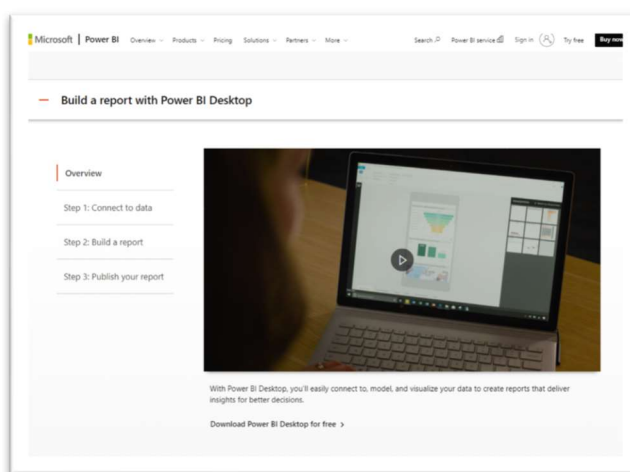 Microsoft | Power BI Overview Products Pricing Solutions Partners More Search Power BI service Sign in Try free Buy now
Build a report with Power BI Desktop
Overview
Step 1: Connect to data
Step 2: Build a report
Step 3: Publish your report
With Power BI Desktop, you'll easily connect to, model, and visualize your data to create reports that deliver
insights for better decisions.
Download Power BI Desktop for free >